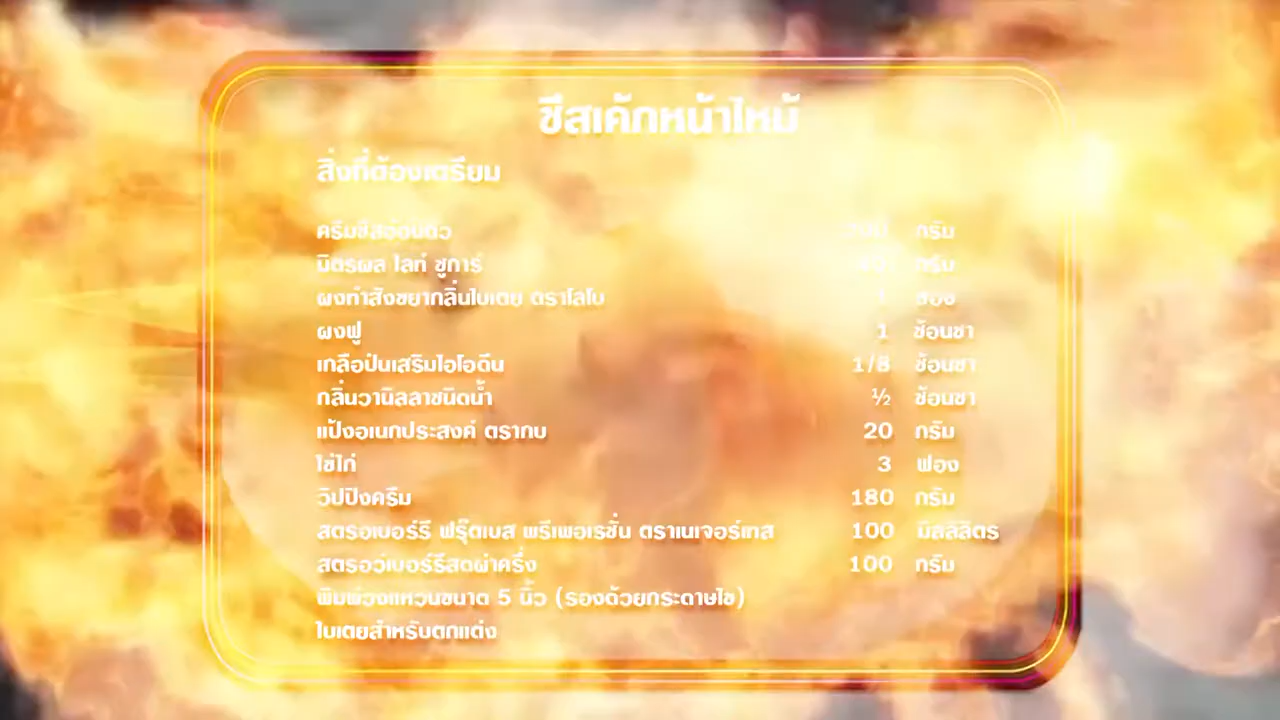 ชีสเค้กหน้าไหม้
สิ่งที่ต้องเตรียม
ครีมชีสอ่อนตัว กรัม
มิตรผล ไลท์ ชูการ์ กรัม
ผงทำสังขยากลิ่นใบเตย ตราโลโบ 1 ซอง
ผงฟู 1 ช้อนชา
เกลือป่นเสริมไอโอดีน 1/8 ช้อนชา
กลิ่นวานิลลาชนิดน้ำ ½ ช้อนชา
แป้งอเนกประสงค์ ตรากบ 20 กรัม
ไข่ไก่ 3 ฟอง
วิปปิงครีม 180 กรัม
สตรอเบอร์รี ฟรุ๊ตเบส พรีเพอเรชั่น ตราเนเจอร์เทส 100 มิลลิลิตร
สตรอว์เบอร์รีสดผ่าครึ่ง 100 กรัม
พิมพ์วงแหวนขนาด 5 นิ้ว (รองด้วยกระดาษไข)
ใบเตยสำหรับตกแต่ง